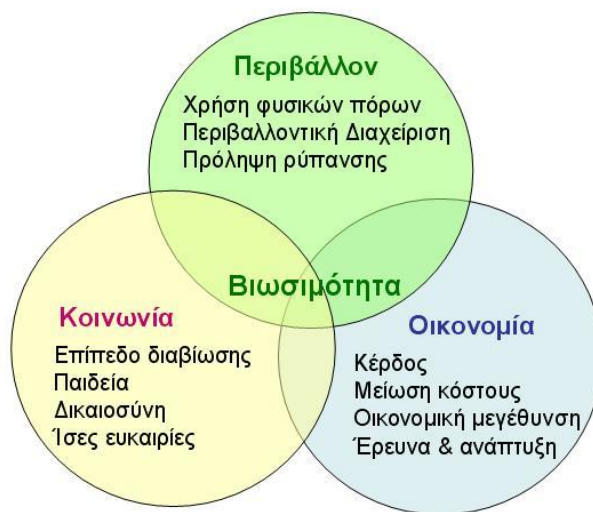 Περιβάλλον
Χρήση φυσικών πόρων
Περιβαλλοντική Διαχείριση
Πρόληψη ρύπανσης
Βιωσιμότητα
Κοινωνία
Επίπεδο διαβίωσης
Παιδεία
Δικαιοσύνη
Ίσες ευκαιρίες
Οικονομία
Κέρδος
Μείωση κόστους
Οικονομική μεγέθυνση
Έρευνα & ανάπτυξη